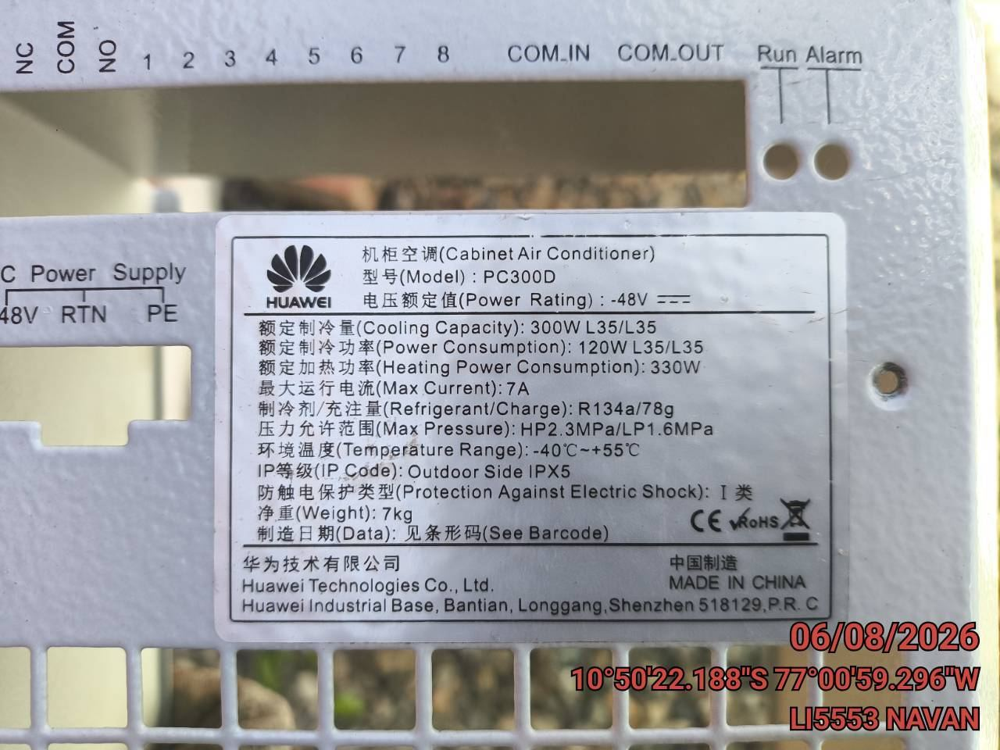 NC COM NO 1 2 3 4 5 6 7 8 COM_IN COM_OUT Run Alarm
C Power Supply
48V RTN PE
HUAWEI
机柜空调(Cabinet Air Conditioner)
型号(Model) : PC300D
电压额定值(Power Rating) : -48V
额定制冷量(Cooling Capacity): 300W L35/L35
额定制冷功率(Power Consumption): 120W L35/L35
额定加热功率(Heating Power Consumption): 330W
最大运行电流(Max Current): 7A
制冷剂/充注量(Refrigerant/Charge): R134a/78g
压力允许范围(Max Pressure): HP2.3MPa/LP1.6MPa
环境温度(Temperature Range): -40℃~+55℃
IP等级(IP Code): Outdoor Side IPX5
防触电保护类型(Protection Against Electric Shock): I 类
净重(Weight): 7kg
制造日期(Data): 见条形码(See Barcode)
CE RoHS
华为技术有限公司
Huawei Technologies Co., Ltd.
Huawei Industrial Base, Bantian, Longgang,Shenzhen 518129,P.R. C
中国制造
MADE IN CHINA
06/08/2026
10°50'22.188"S 77°00'59.296"W
LI5553 NAVAN